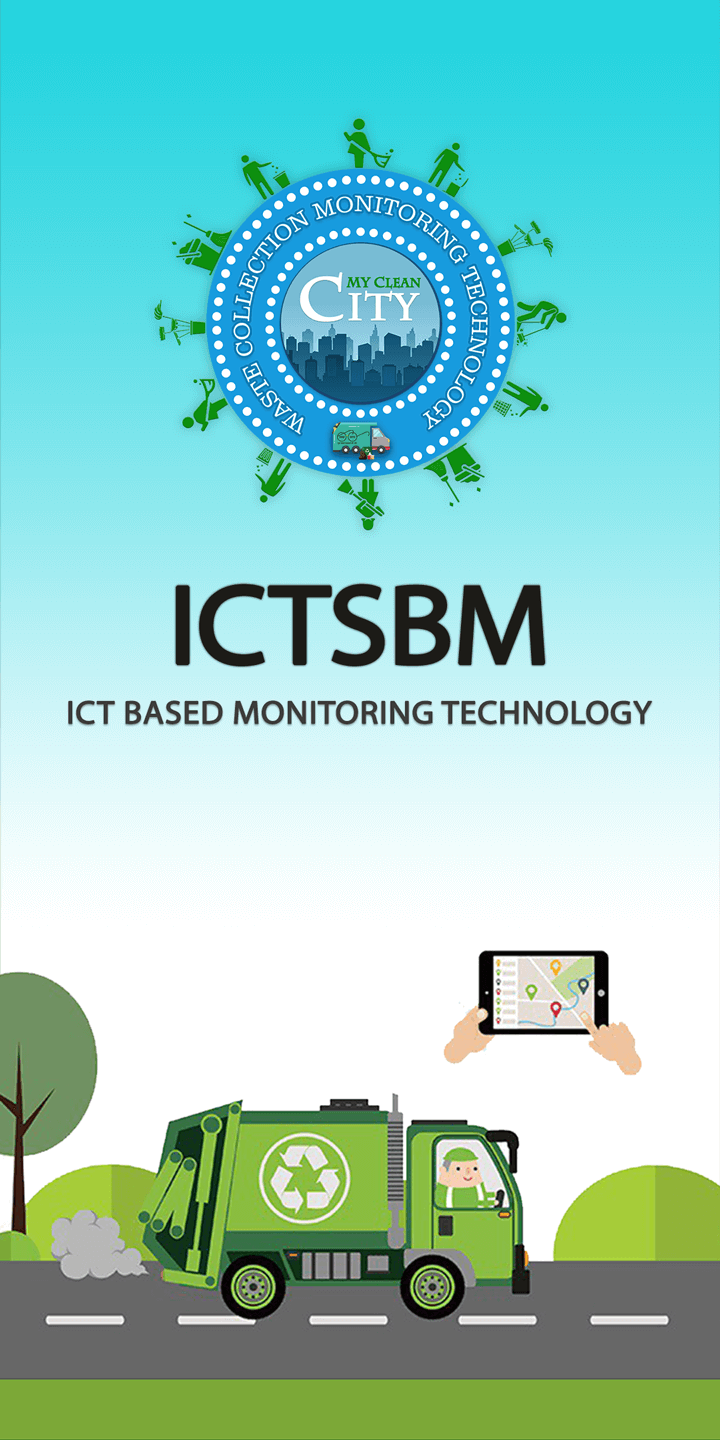 WASTE COLLECTION MONITORING TECHNOLOGY
MY CLEAN
CITY
ICTSBM
ICT BASED MONITORING TECHNOLOGY